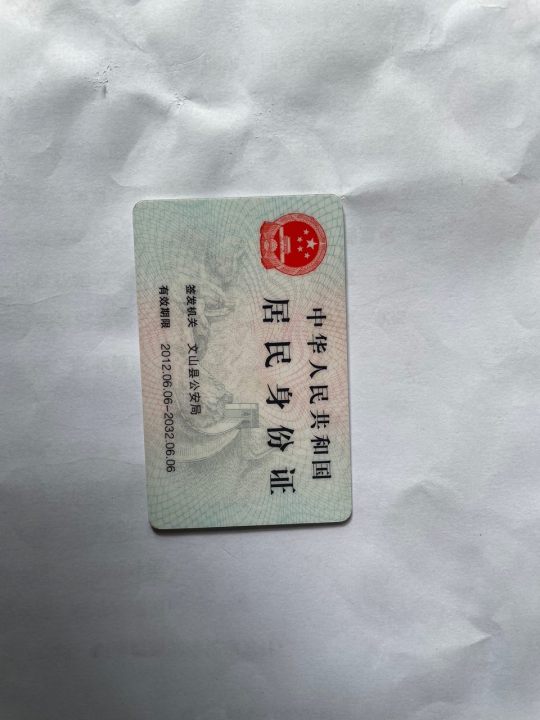 中华人民共和国
居民身份证
签发机关 文山县公安局
有效期限 2012.06.06-2032.06.06